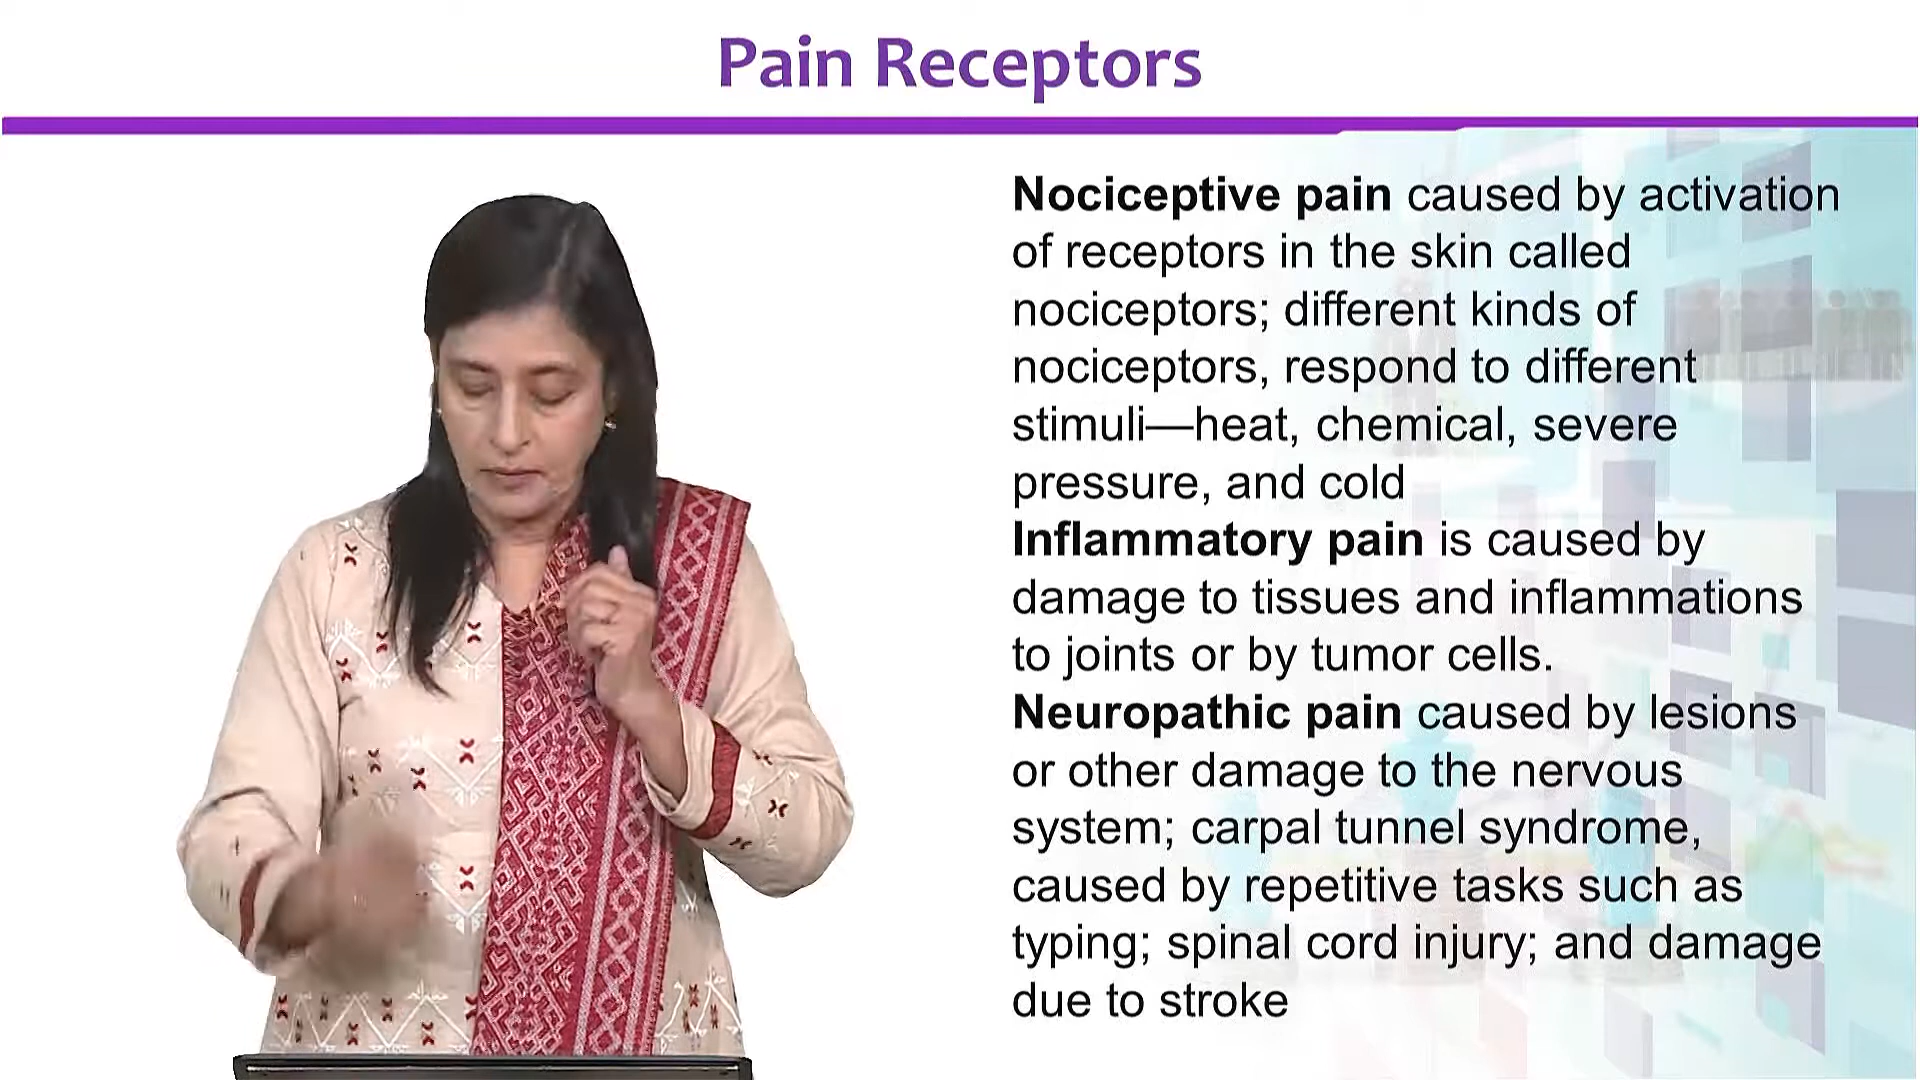 Pain Receptors
Nociceptive pain caused by activation
of receptors in the skin called
nociceptors; different kinds of
nociceptors, respond to different
stimuli—heat, chemical, severe
pressure, and cold
Inflammatory pain is caused by
damage to tissues and inflammations
to joints or by tumor cells.
Neuropathic pain caused by lesions
or other damage to the nervous
system; carpal tunnel syndrome,
caused by repetitive tasks such as
typing; spinal cord injury; and damage
due to stroke